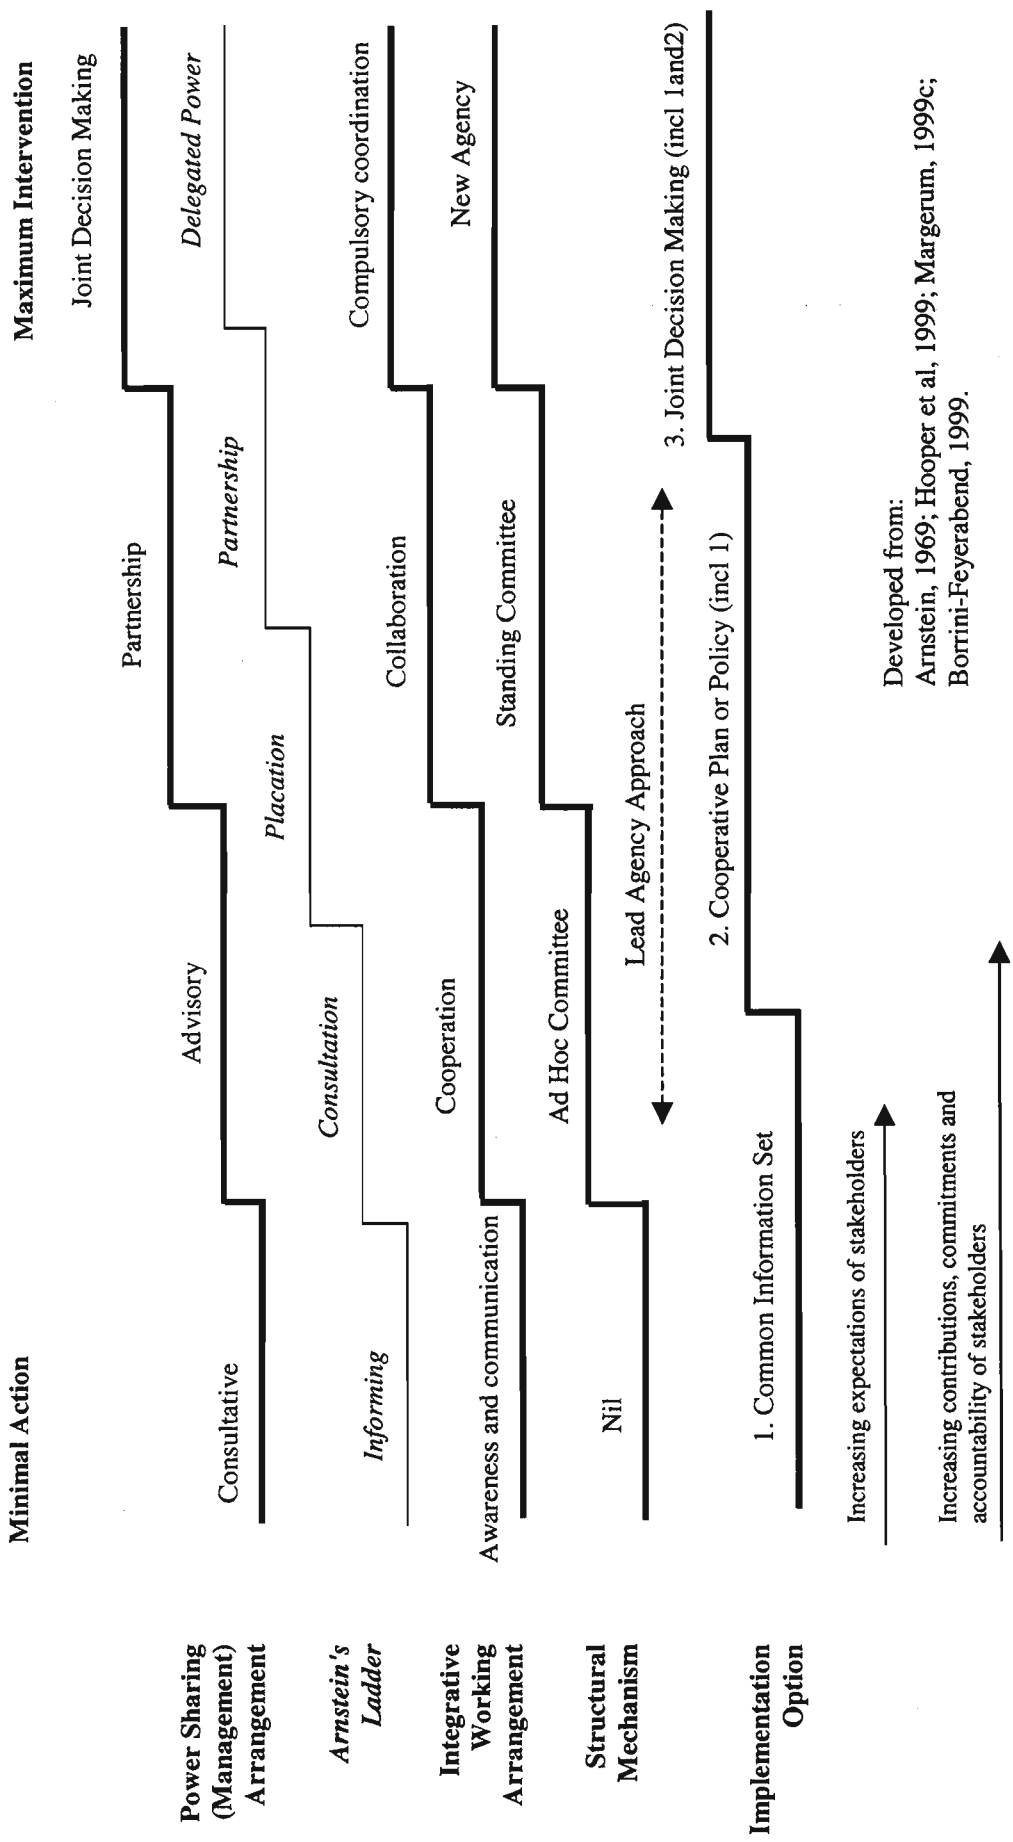 Minimal Action
Maximum Intervention
Power Sharing
(Management)
Arrangement
Consultative
Advisory
Partnership
Joint Decision Making
Arnstein's
Ladder
Informing
Consultation
Placation
Partnership
Delegated Power
Integrative
Working
Arrangement
Awareness and communication
Cooperation
Collaboration
Compulsory coordination
Structural
Mechanism
Nil
Ad Hoc Committee
Standing Committee
New Agency
Lead Agency Approach
Implementation
Option
1. Common Information Set
2. Cooperative Plan or Policy (incl 1)
3. Joint Decision Making (incl 1and2)
Increasing expectations of stakeholders
Increasing contributions, commitments and
accountability of stakeholders
Developed from:
Arnstein, 1969; Hooper et al, 1999; Margerum, 1999c;
Borrini-Feyerabend, 1999.